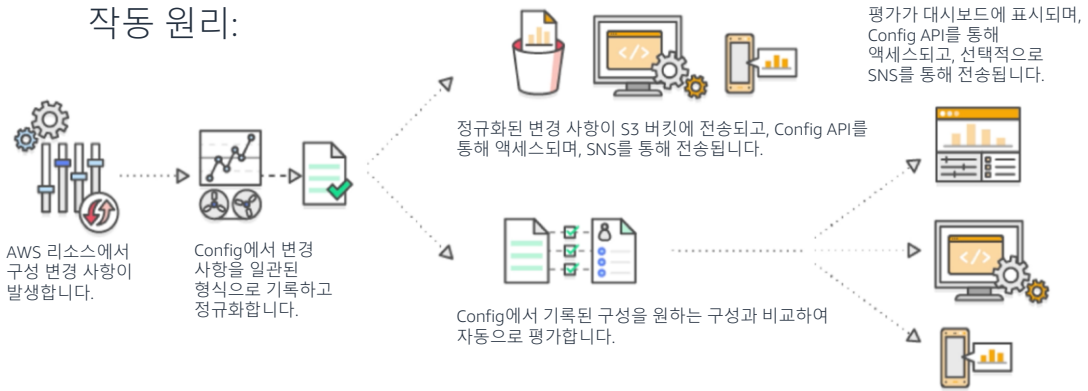 작동 원리:
AWS 리소스에서
구성 변경 사항이
발생합니다.
Config에서 변경
사항을 일관된
형식으로 기록하고
정규화합니다.
정규화된 변경 사항이 S3 버킷에 전송되고, Config API를
통해 액세스되며, SNS를 통해 전송됩니다.
Config에서 기록된 구성을 원하는 구성과 비교하여
자동으로 평가합니다.
평가가 대시보드에 표시되며,
Config API를 통해
액세스되고, 선택적으로
SNS를 통해 전송됩니다.